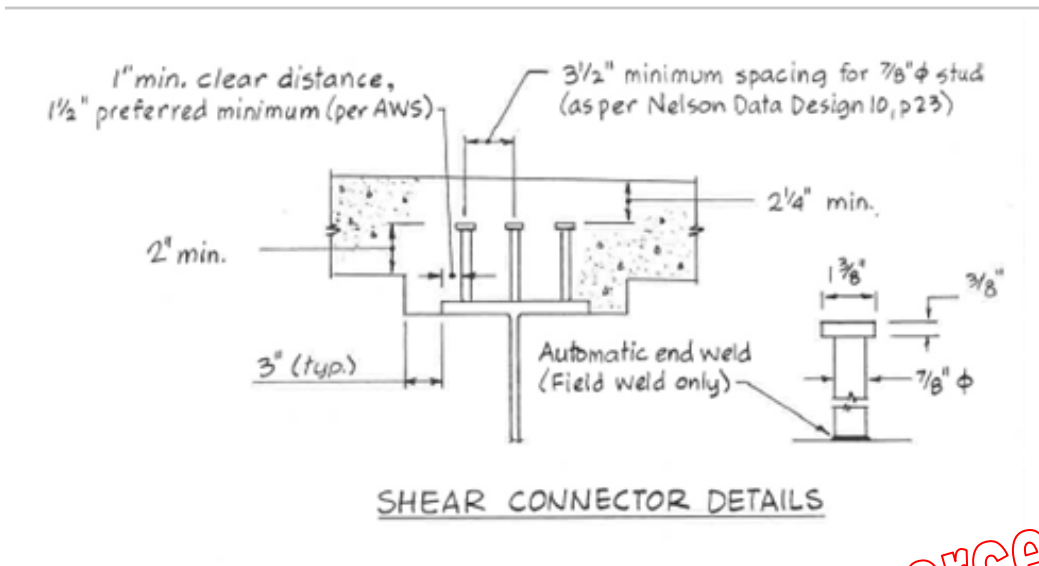 1" min. clear distance,
1½" preferred minimum (per AWS)
3½" minimum spacing for ⅞"ϕ stud
(as per Nelson Data Design 10, p23)
2¼" min.
2" min.
1⅜"
⅜"
3" (typ.)
Automatic end weld
(Field weld only)
⅞" ϕ
SHEAR CONNECTOR DETAILS